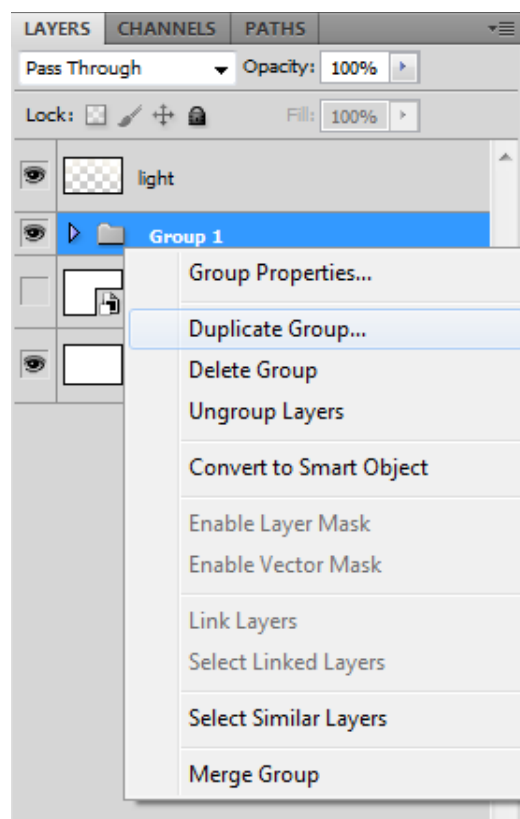 LAYERS CHANNELS PATHS
Pass Through Opacity: 100%
Lock: Fill: 100%
light
Group 1
Group Properties...
Duplicate Group...
Delete Group
Ungroup Layers
Convert to Smart Object
Enable Layer Mask
Enable Vector Mask
Link Layers
Select Linked Layers
Select Similar Layers
Merge Group